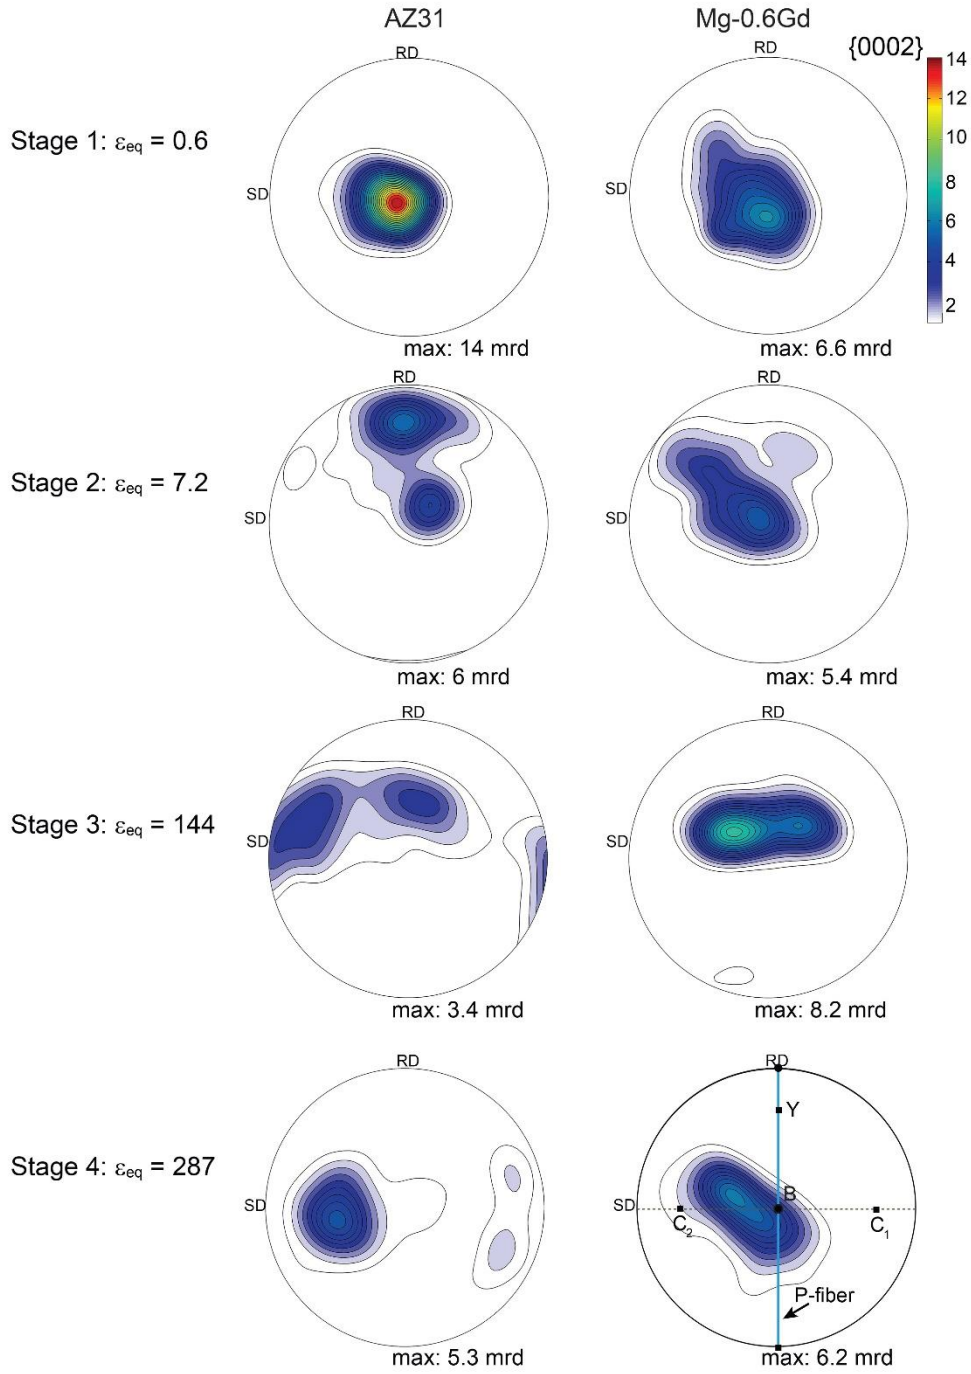 AZ31
Mg-0.6Gd
{0002}
RD
RD
14
12
10
8
6
4
2
Stage 1: εeq = 0.6
SD
SD
max: 14 mrd
max: 6.6 mrd
RD
RD
Stage 2: εeq = 7.2
SD
SD
max: 6 mrd
max: 5.4 mrd
RD
RD
Stage 3: εeq = 144
SD
SD
max: 3.4 mrd
max: 8.2 mrd
RD
RD
Y
Stage 4: εeq = 287
B
SD
SD
C2
C1
P-fiber
max: 5.3 mrd
max: 6.2 mrd